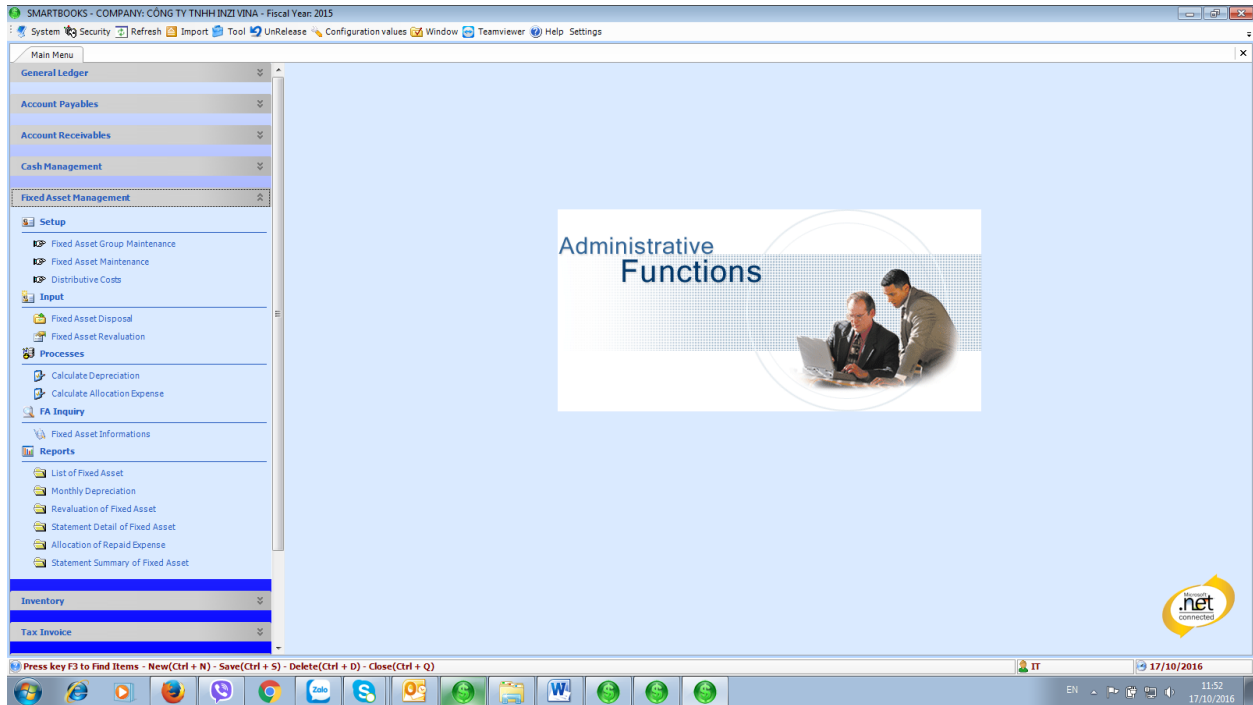 SMARTBOOKS - COMPANY: CÔNG TY TNHH INZI VINA - Fiscal Year: 2015
System Security Refresh Import Tool UnRelease Configuration values Window Teamviewer Help Settings
Main Menu
General Ledger
Account Payables
Account Receivables
Cash Management
Fixed Asset Management
Setup
Fixed Asset Group Maintenance
Fixed Asset Maintenance
Distributive Costs
Input
Fixed Asset Disposal
Fixed Asset Revaluation
Processes
Calculate Depreciation
Calculate Allocation Expense
FA Inquiry
Fixed Asset Informations
Reports
List of Fixed Asset
Monthly Depreciation
Revaluation of Fixed Asset
Statement Detail of Fixed Asset
Allocation of Repaid Expense
Statement Summary of Fixed Asset
Inventory
Tax Invoice
Administrative
Functions
Microsoft
.net
connected
Press key F3 to Find Items - New(Ctrl + N) - Save(Ctrl + S) - Delete(Ctrl + D) - Close(Ctrl + Q)
IT
17/10/2016
Zalo
EN
11:52
17/10/2016